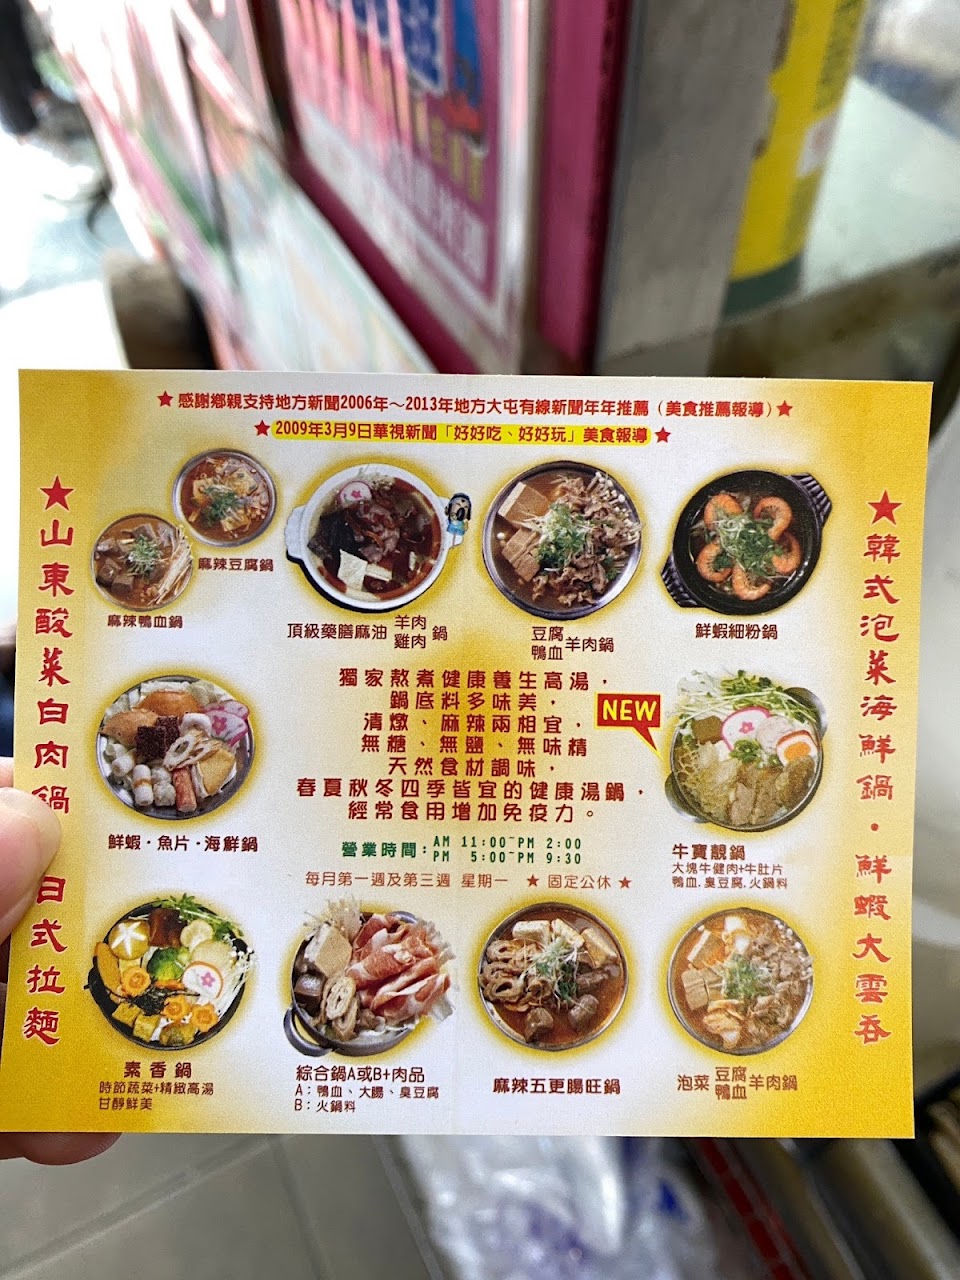 ★感謝鄉親支持地方新聞2006年～2013年地方大屯有線新聞年年推薦（美食推薦報導）★
★2009年3月9日華視新聞「好好吃、好好玩」美食報導★
★山東酸菜白肉鍋
日式拉麵
★韓式泡菜海鮮鍋・鮮蝦大雲吞
麻辣豆腐鍋
麻辣鴨血鍋
頂級藥膳麻油羊肉雞肉鍋
豆腐鴨血羊肉鍋
鮮蝦細粉鍋
獨家熬煮健康養生高湯，
鍋底料多味美，
清燉、麻辣兩相宜，
無糖、無鹽、無味精
天然食材調味，
春夏秋冬四季皆宜的健康湯鍋，
經常食用增加免疫力。
NEW
鮮蝦・魚片・海鮮鍋
營業時間：AM 11:00~PM 2:00
PM 5:00~PM 9:30
每月第一週及第三週 星期一 ★固定公休★
牛寶靚鍋
大塊牛健肉+牛肚片
鴨血.臭豆腐.火鍋料
素香鍋
時節蔬菜+精緻高湯
甘醇鮮美
綜合鍋A或B+肉品
A：鴨血、大腸、臭豆腐
B：火鍋料
麻辣五更腸旺鍋
泡菜豆腐鴨血羊肉鍋